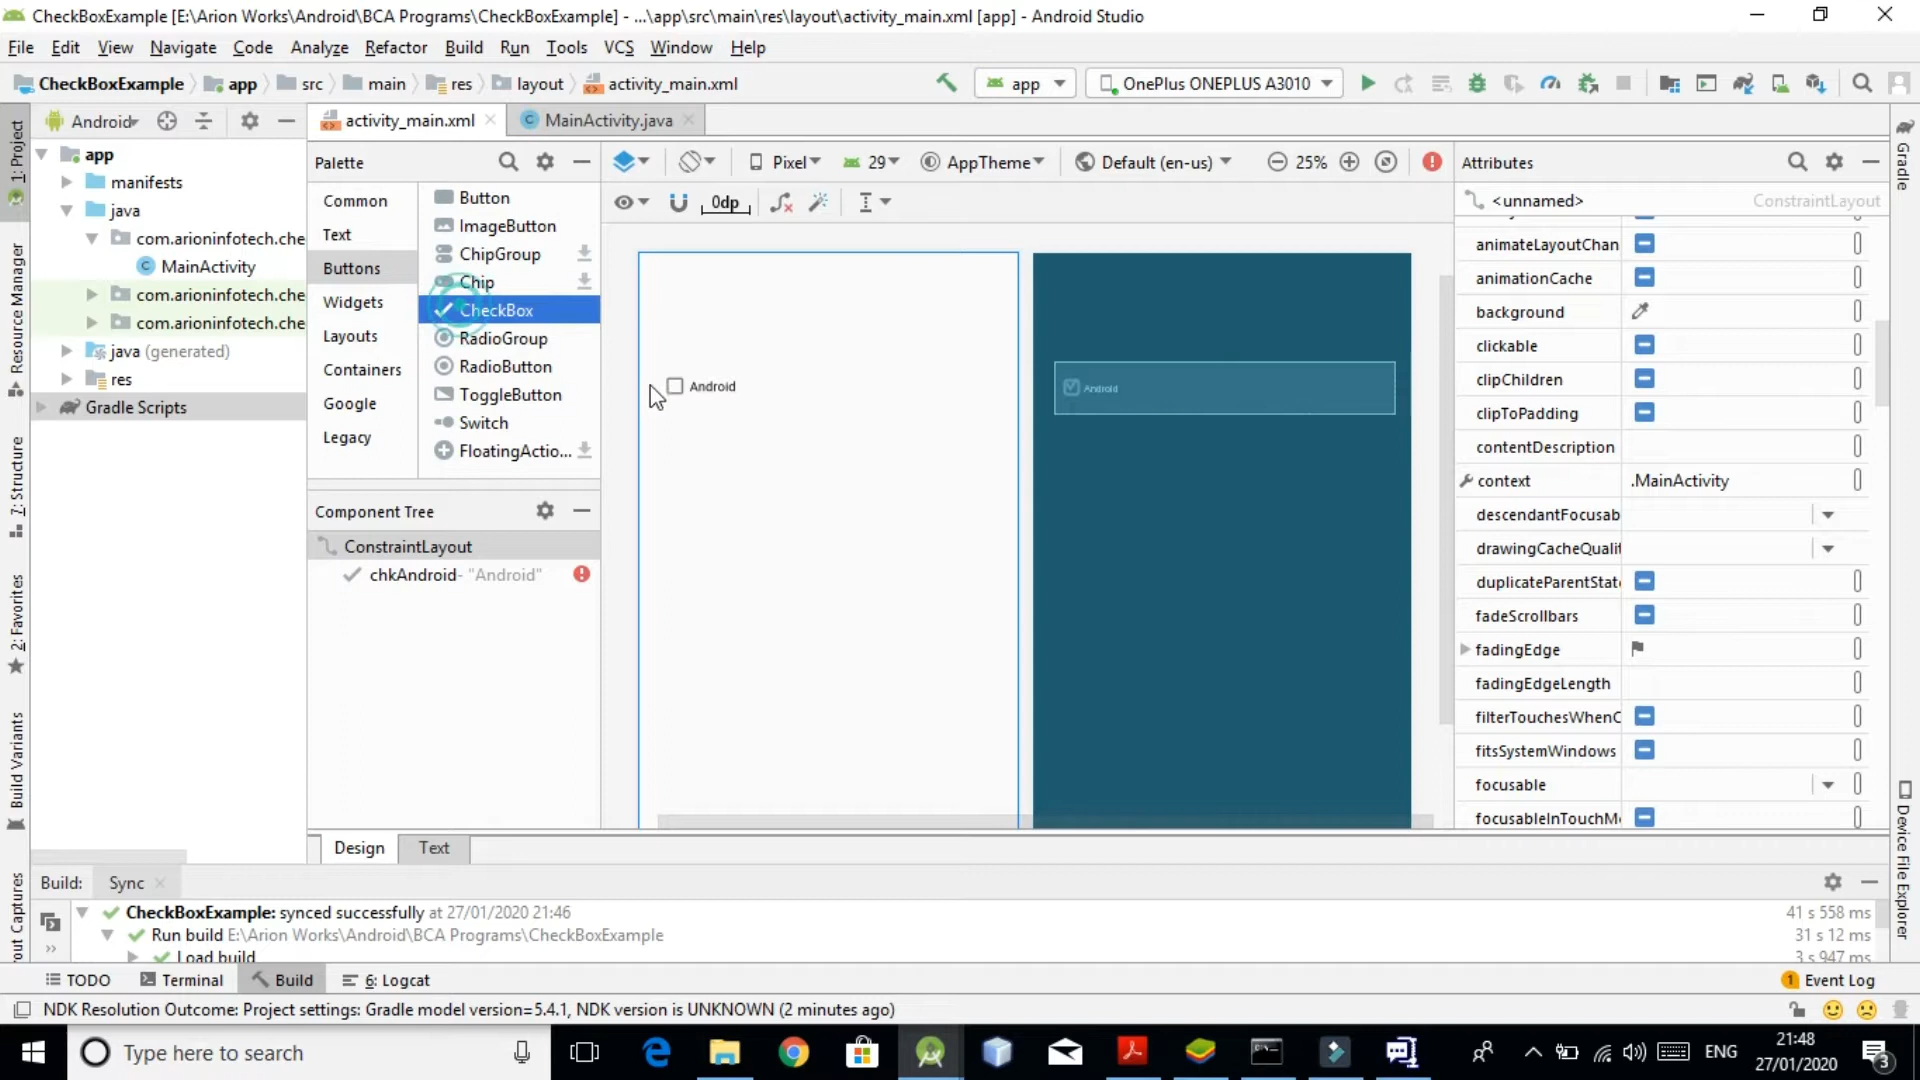 CheckBoxExample [E:\Arion Works\Android\BCA Programs\CheckBoxExample] - ...\app\src\main\res\layout\activity_main.xml [app] - Android Studio
File Edit View Navigate Code Analyze Refactor Build Run Tools VCS Window Help
CheckBoxExample app src main res layout activity_main.xml app OnePlus ONEPLUS A3010
1: Project
Resource Manager
7: Structure
2: Favorites
Build Variants
Android
app
manifests
java
com.arioninfotech.che
MainActivity
com.arioninfotech.che
com.arioninfotech.che
java (generated)
res
Gradle Scripts
activity_main.xml MainActivity.java
Palette
Common
Text
Buttons
Widgets
Layouts
Containers
Google
Legacy
Button
ImageButton
ChipGroup
Chip
CheckBox
RadioGroup
RadioButton
ToggleButton
Switch
FloatingActio...
Component Tree
ConstraintLayout
chkAndroid- "Android"
Pixel 29 AppTheme Default (en-us) 25%
0dp
Android
Android
Attributes
<unnamed> ConstraintLayout
animateLayoutChan
animationCache
background
clickable
clipChildren
clipToPadding
contentDescription
context .MainActivity
descendantFocusab
drawingCacheQualit
duplicateParentStat
fadeScrollbars
fadingEdge
fadingEdgeLength
filterTouchesWhenC
fitsSystemWindows
focusable
focusableInTouchM
Gradle
Device File Explorer
Design Text
Build: Sync
CheckBoxExample: synced successfully at 27/01/2020 21:46 41 s 558 ms
Run build E:\Arion Works\Android\BCA Programs\CheckBoxExample 31 s 12 ms
Load build 3 s 947 ms
TODO Terminal Build 6: Logcat 1 Event Log
NDK Resolution Outcome: Project settings: Gradle model version=5.4.1, NDK version is UNKNOWN (2 minutes ago)
Type here to search ENG 21:48
27/01/2020 3